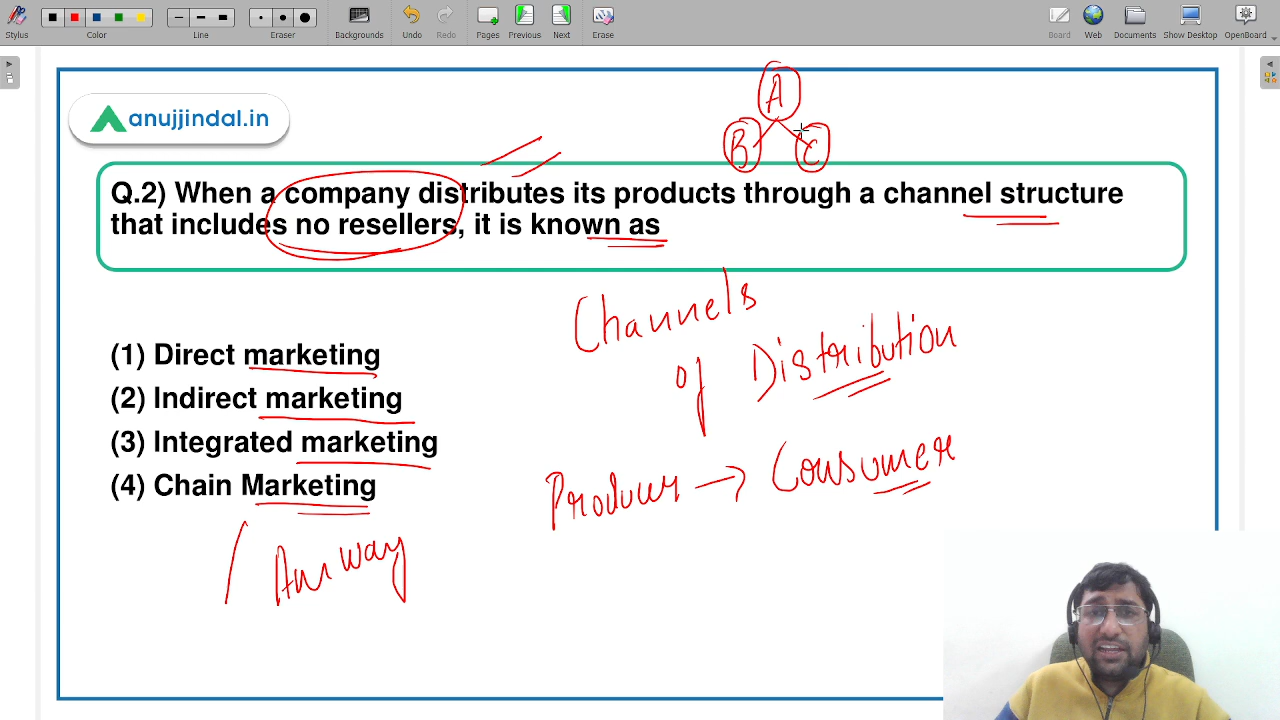 Stylus
Color
Line
Eraser
Backgrounds
Undo
Redo
Pages
Previous
Next
Erase
Board
Web
Documents
Show Desktop
OpenBoard
anujjindal.in
A
B
C
Q.2) When a company distributes its products through a channel structure
that includes no resellers, it is known as
Channels
of Distribution
(1) Direct marketing
(2) Indirect marketing
(3) Integrated marketing
(4) Chain Marketing
Producer → Consumer
Amway